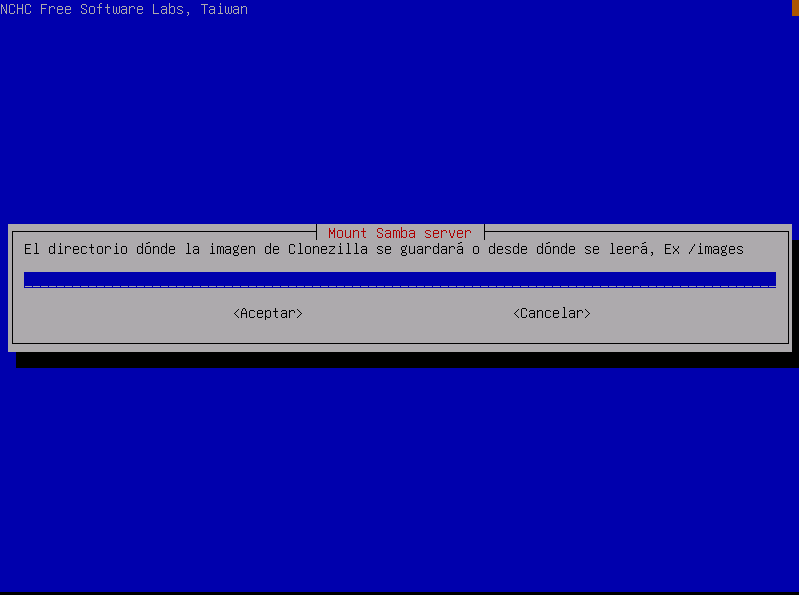 NCHC Free Software Labs, Taiwan
Mount Samba server
El directorio dónde la imagen de Clonezilla se guardará o desde dónde se leerá, Ex /images
<Aceptar> <Cancelar>